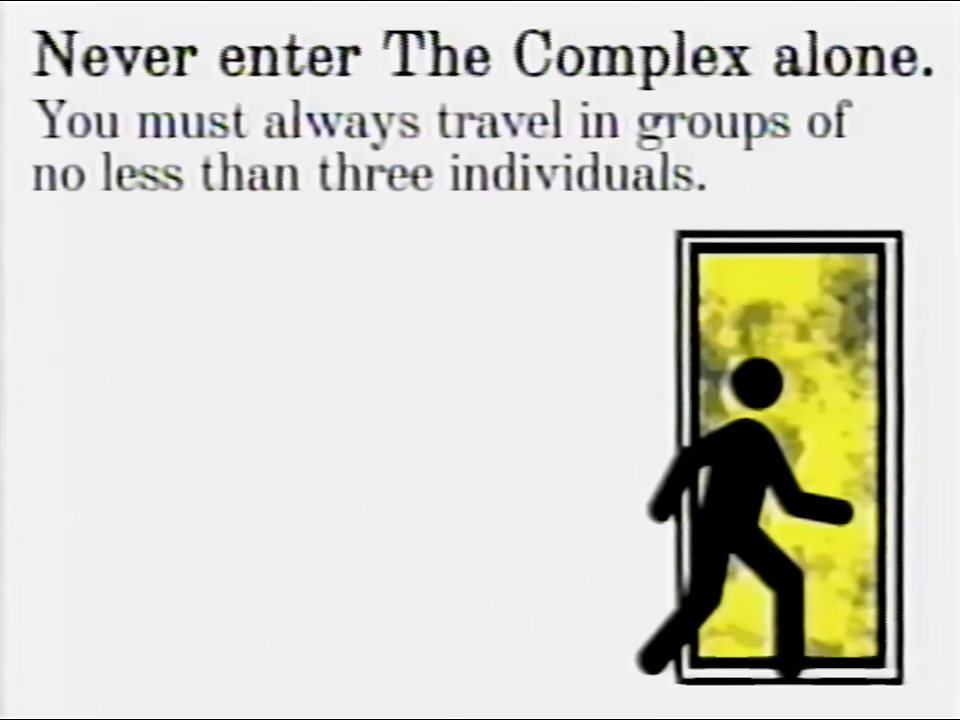 Never enter The Complex alone.
You must always travel in groups of
no less than three individuals.